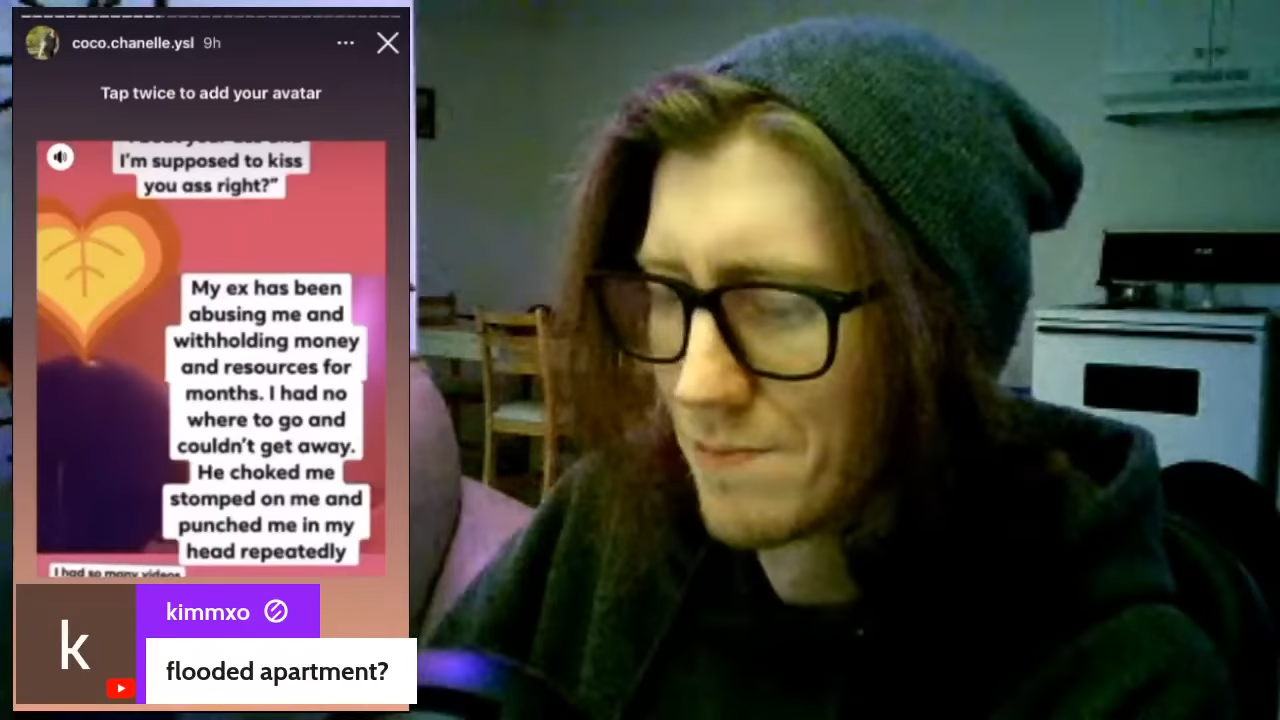 coco.chanelle.ysl 9h
Tap twice to add your avatar
I'm supposed to kiss
you ass right?"
My ex has been
abusing me and
withholding money
and resources for
months. I had no
where to go and
couldn't get away.
He choked me
stomped on me and
punched me in my
head repeatedly
I had so many videos
k
kimmxo
flooded apartment?